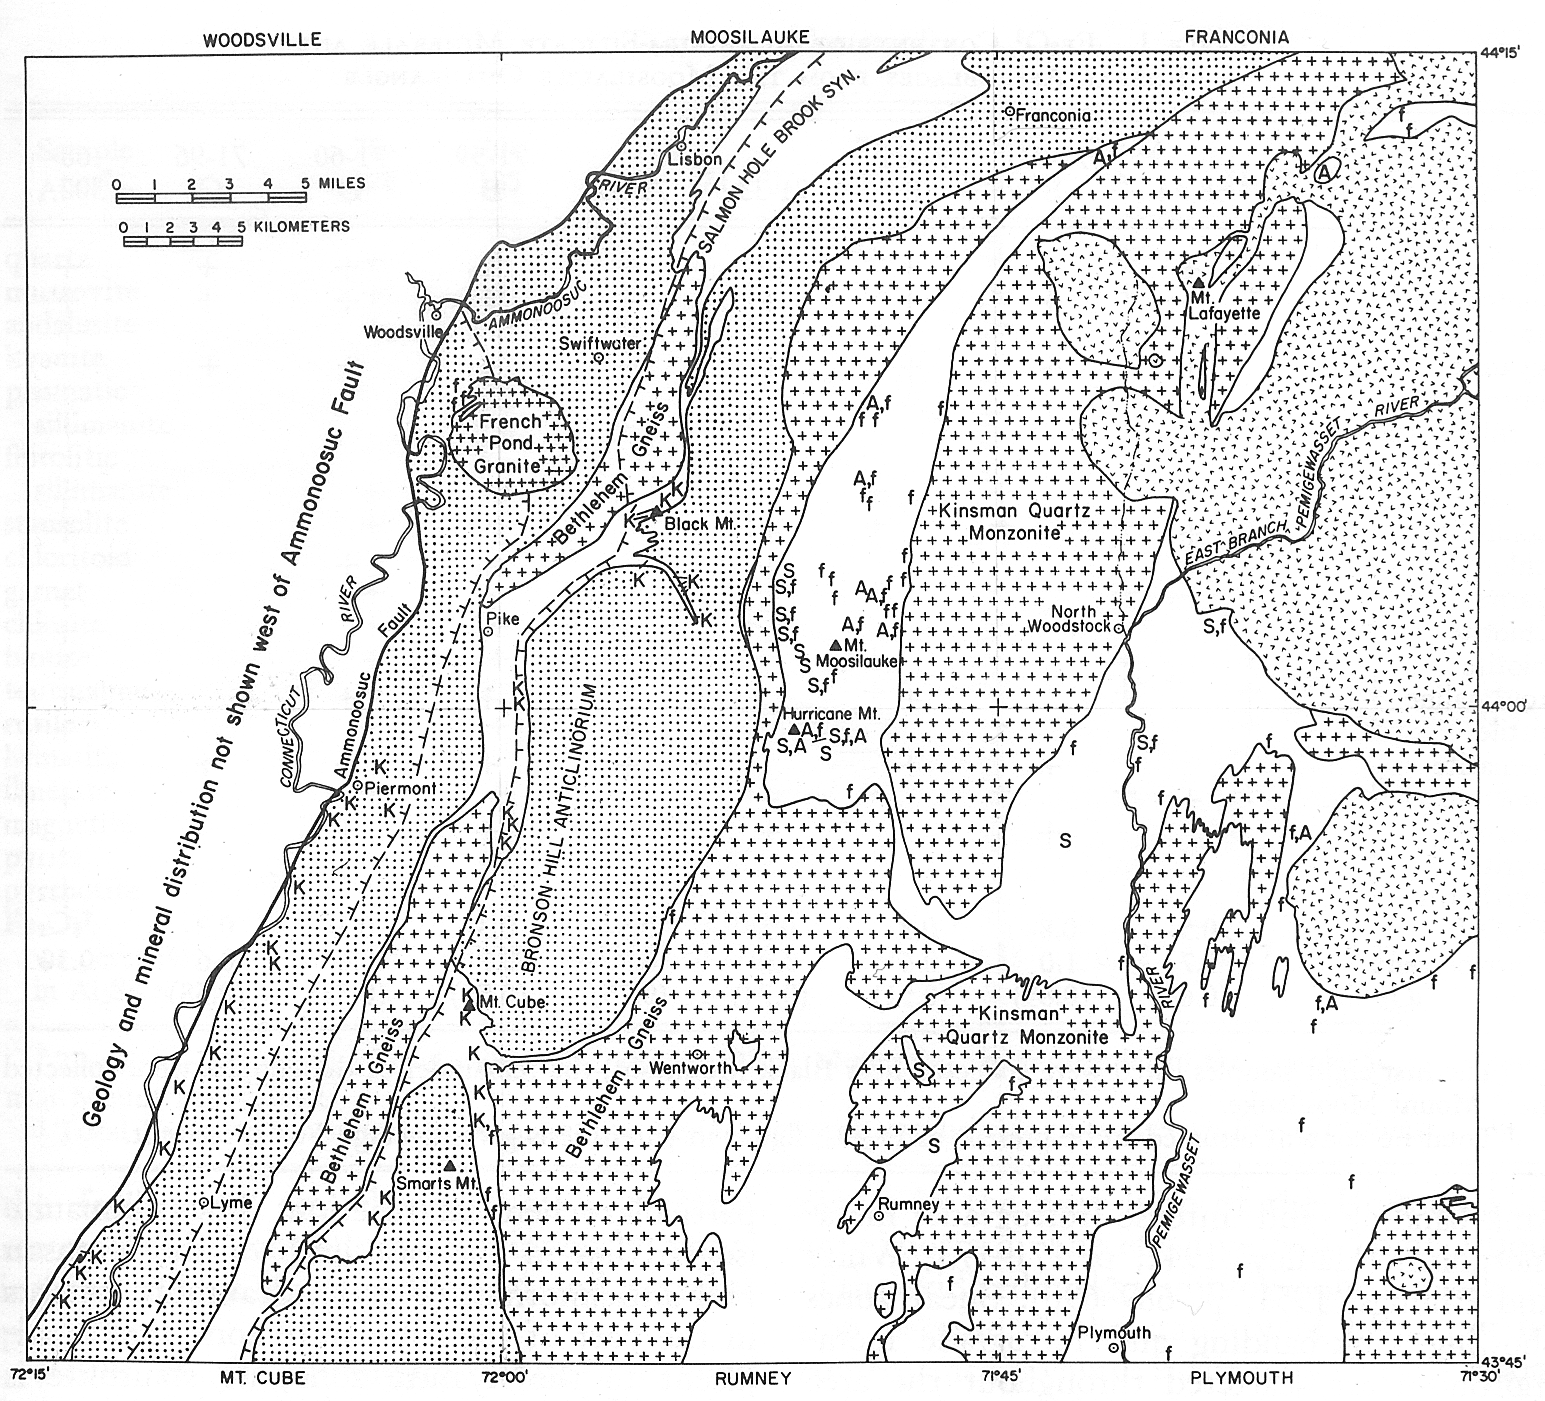 WOODSVILLE
MOOSILAUKE
FRANCONIA
44°15'
SALMON HOLE BROOK SYN.
Franconia
Lisbon
0 1 2 3 4 5 MILES
0 1 2 3 4 5 KILOMETERS
RIVER
A,f
f
f
A
Mt.
Lafayette
AMMONOOSUC
Woodsville
Swiftwater
Geology and mineral distribution not shown west of Ammonoosuc Fault
f
f
French
Pond
Granite
Bethlehem Gneiss
A,f
f f
f
EAST BRANCH, PEMIGEWASSET RIVER
A,f
f
f
f
Kinsman Quartz
Monzonite
K
K
K
Black Mt.
K
K
K
S
S,f
f
f
f
A
A,f
f
f
f
f
f
S,f
S,f
A,f
A,f
Mt.
Moosilauke
S
S
S,f
f
Pike
North
Woodstock
S,f
CONNECTICUT RIVER
Ammonoosuc Fault
44°00'
K
K
Hurricane Mt.
A,f
S,f,A
S,A
S
f
S,f
f
f
f
K
Piermont
K
K
K
K
K
K
f
f,A
S
BRONSON HILL ANTICLINORIUM
K
f
f
K
K
f
f
f
f
K
K
Mt. Cube
K
f,A
f
RIVER
Kinsman
Quartz Monzonite
K
K
K
Wentworth
S
f
K
K
Bethlehem Gneiss
Bethlehem Gneiss
K
f
f
S
Smarts Mt.
f
f
K
K
f
K
Lyme
Rumney
PEMIGEWASSET
K
K
K
K
f
f
Plymouth
f
72°15'
MT. CUBE
72°00'
RUMNEY
71°45'
PLYMOUTH
71°30'
43°45'